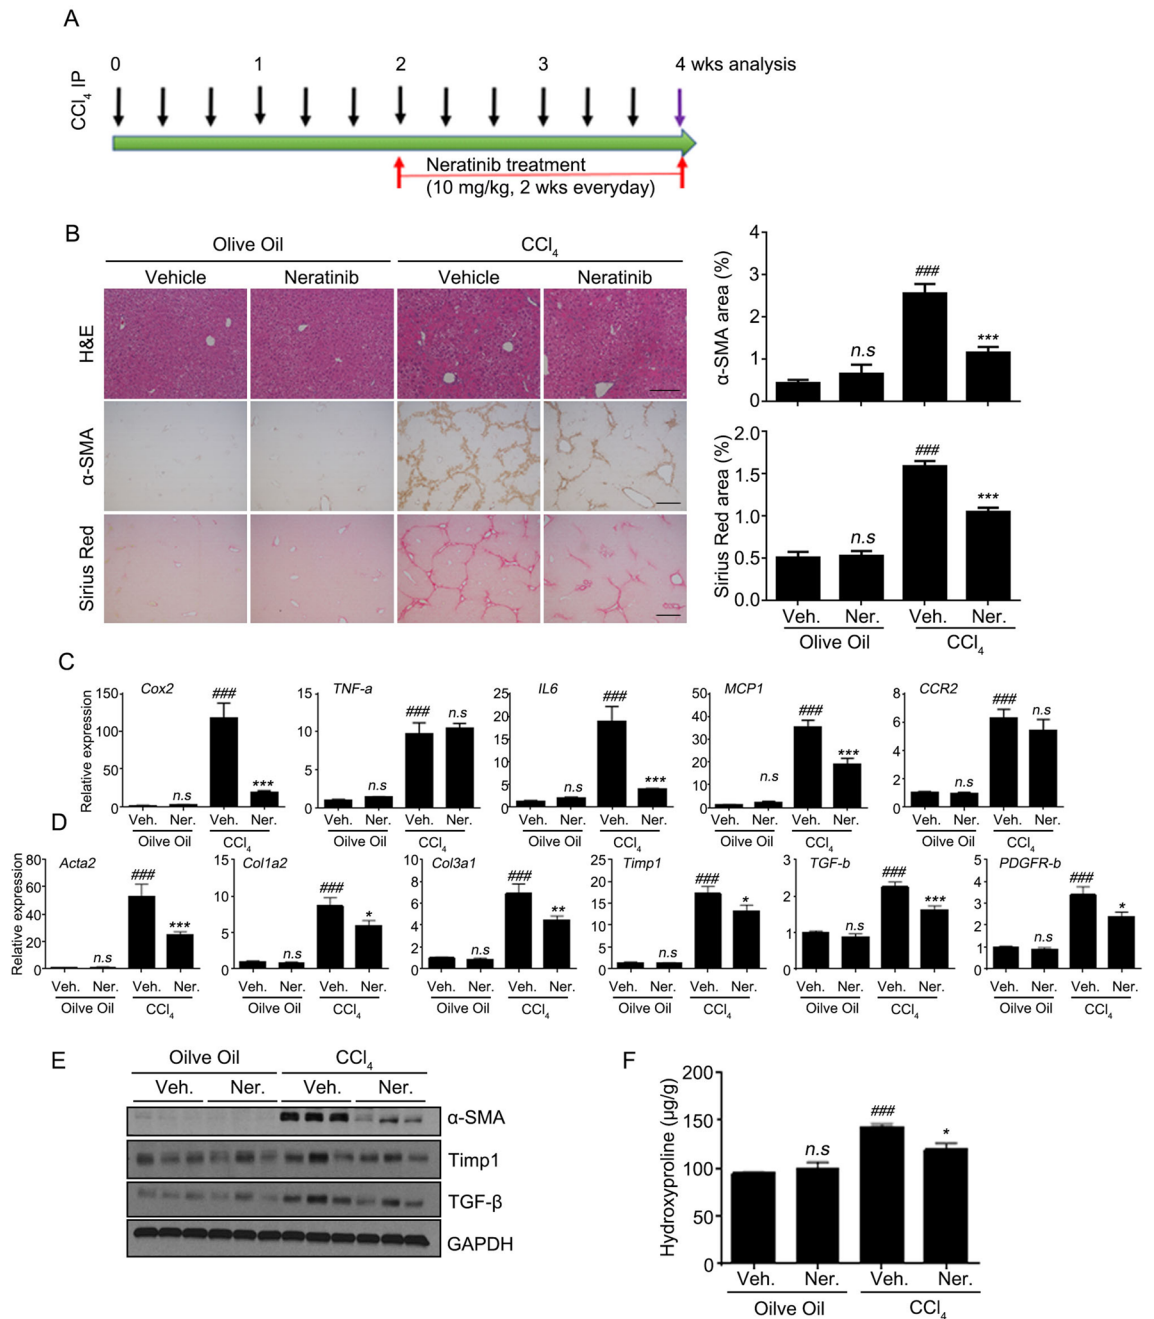 A
0 1 2 3 4 wks analysis
CCl4 IP
Neratinib treatment
(10 mg/kg, 2 wks everyday)
B
Olive Oil CCl4
Vehicle Neratinib Vehicle Neratinib
H&E
α-SMA
Sirius Red
α-SMA area (%)
4
3
2
1
0
n.s ### ***
Sirius Red area (%)
2.0
1.5
1.0
0.5
0.0
n.s ### ***
Veh. Ner. Veh. Ner.
Olive Oil CCl4
C
Relative expression
Cox2
150
100
50
0
n.s ### ***
Veh. Ner. Veh. Ner.
Oilve Oil CCl4
TNF-a
15
10
5
0
n.s ### n.s
Veh. Ner. Veh. Ner.
Oilve Oil CCl4
IL6
25
20
15
10
5
0
n.s ### ***
Veh. Ner. Veh. Ner.
Oilve Oil CCl4
MCP1
50
40
30
20
10
0
n.s ### ***
Veh. Ner. Veh. Ner.
Oilve Oil CCl4
CCR2
8
6
4
2
0
n.s ### n.s
Veh. Ner. Veh. Ner.
Oilve Oil CCl4
D
Relative expression
Acta2
80
60
40
20
0
n.s ### ***
Veh. Ner. Veh. Ner.
Oilve Oil CCl4
Col1a2
15
10
5
0
n.s ### *
Veh. Ner. Veh. Ner.
Oilve Oil CCl4
Col3a1
10
8
6
4
2
0
n.s ### **
Veh. Ner. Veh. Ner.
Oilve Oil CCl4
Timp1
25
20
15
10
5
0
n.s ### *
Veh. Ner. Veh. Ner.
Oilve Oil CCl4
TGF-b
3
2
1
0
n.s ### ***
Veh. Ner. Veh. Ner.
Oilve Oil CCl4
PDGFR-b
5
4
3
2
1
0
n.s ### *
Veh. Ner. Veh. Ner.
Oilve Oil CCl4
E
Oilve Oil CCl4
Veh. Ner. Veh. Ner.
α-SMA
Timp1
TGF-β
GAPDH
F
Hydroxyproline (µg/g)
200
150
100
50
0
n.s ### *
Veh. Ner. Veh. Ner.
Oilve Oil CCl4